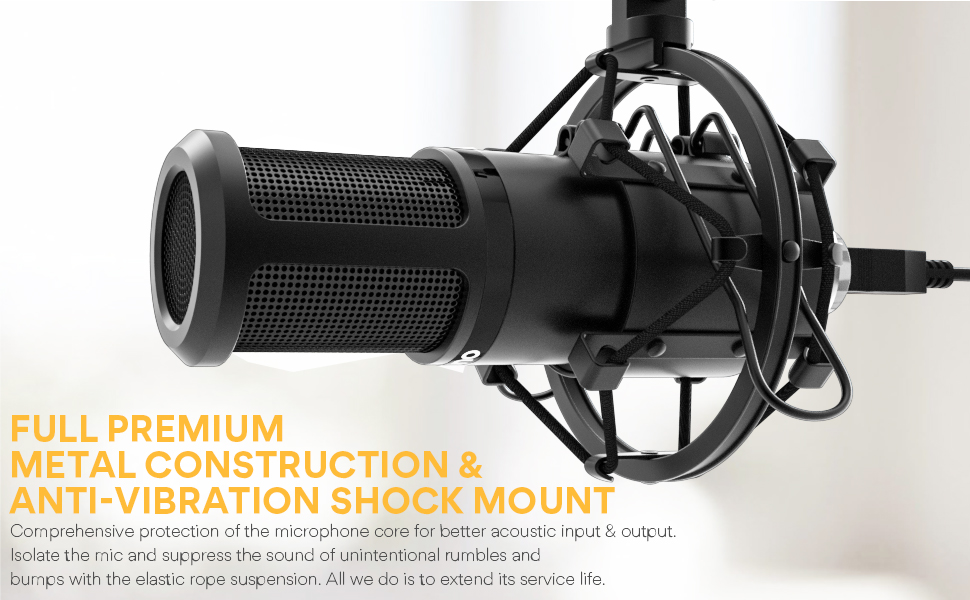 FULL PREMIUM
METAL CONSTRUCTION &
ANTI-VIBRATION SHOCK MOUNT
Comprehensive protection of the microphone core for better acoustic input & output.
Isolate the mic and suppress the sound of unintentional rumbles and
bumps with the elastic rope suspension. All we do is to extend its service life.